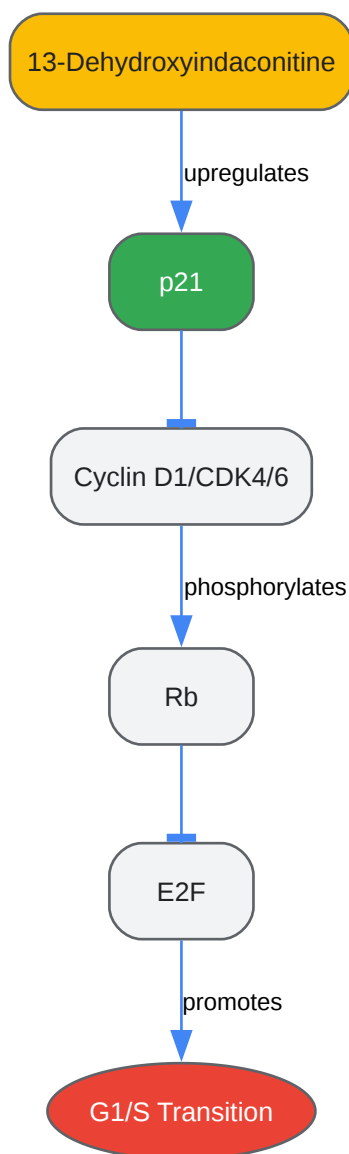 13-Dehydroxyindaconitine
upregulates
p21
Cyclin D1/CDK4/6
phosphorylates
Rb
E2F
promotes
G1/S Transition